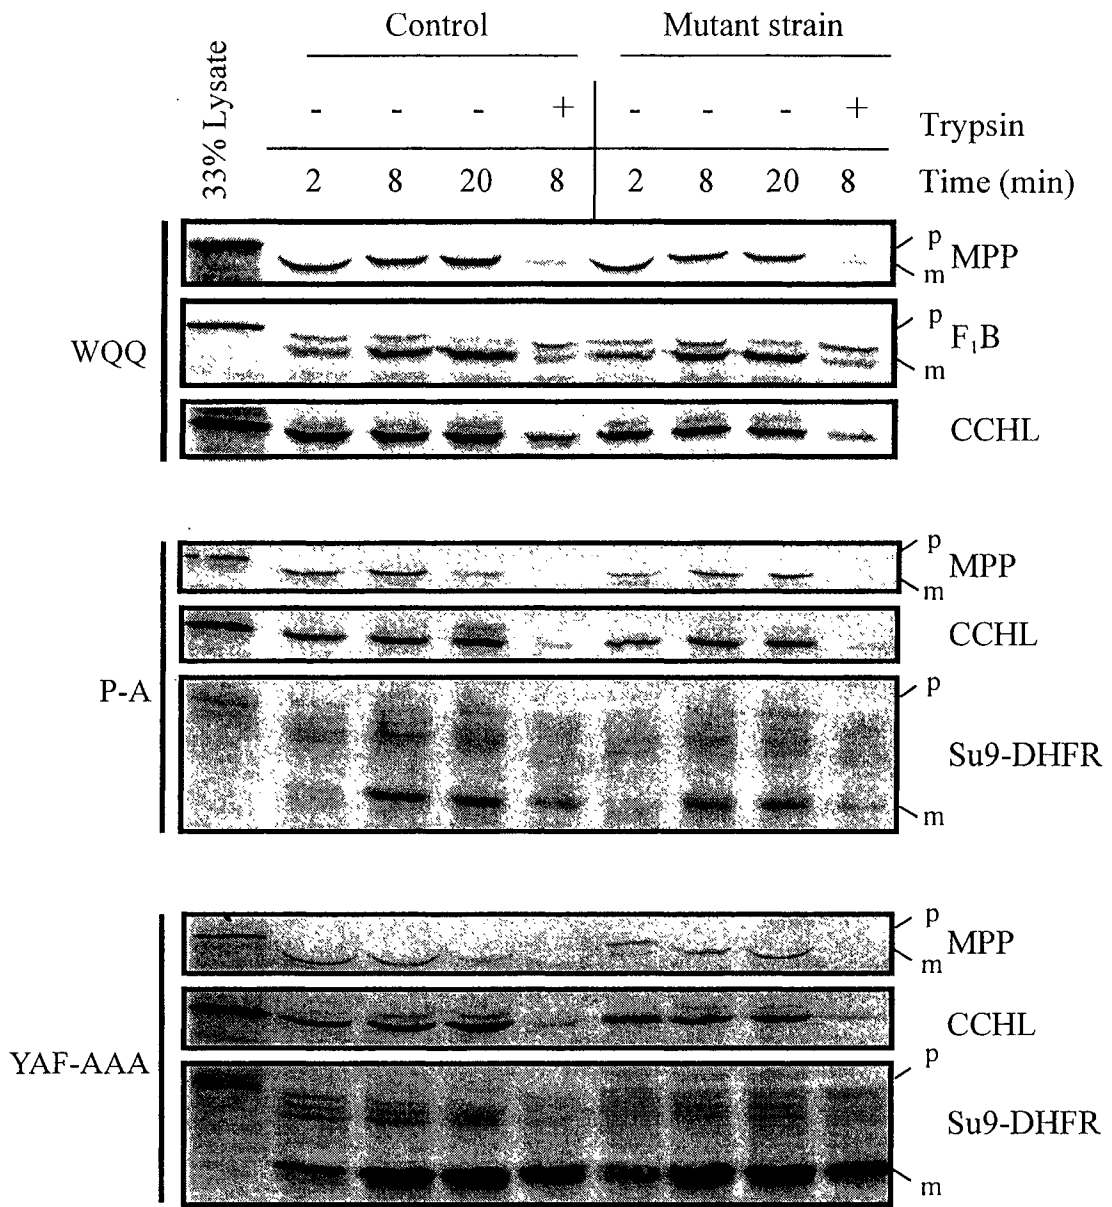 Control Mutant strain
33% Lysate
- - - + - - - + Trypsin
2 8 20 8 2 8 20 8 Time (min)
WQQ
p
m
MPP
p
m
F₁B
CCHL
P-A
p
m
MPP
CCHL
p
Su9-DHFR
m
YAF-AAA
p
m
MPP
CCHL
p
Su9-DHFR
m